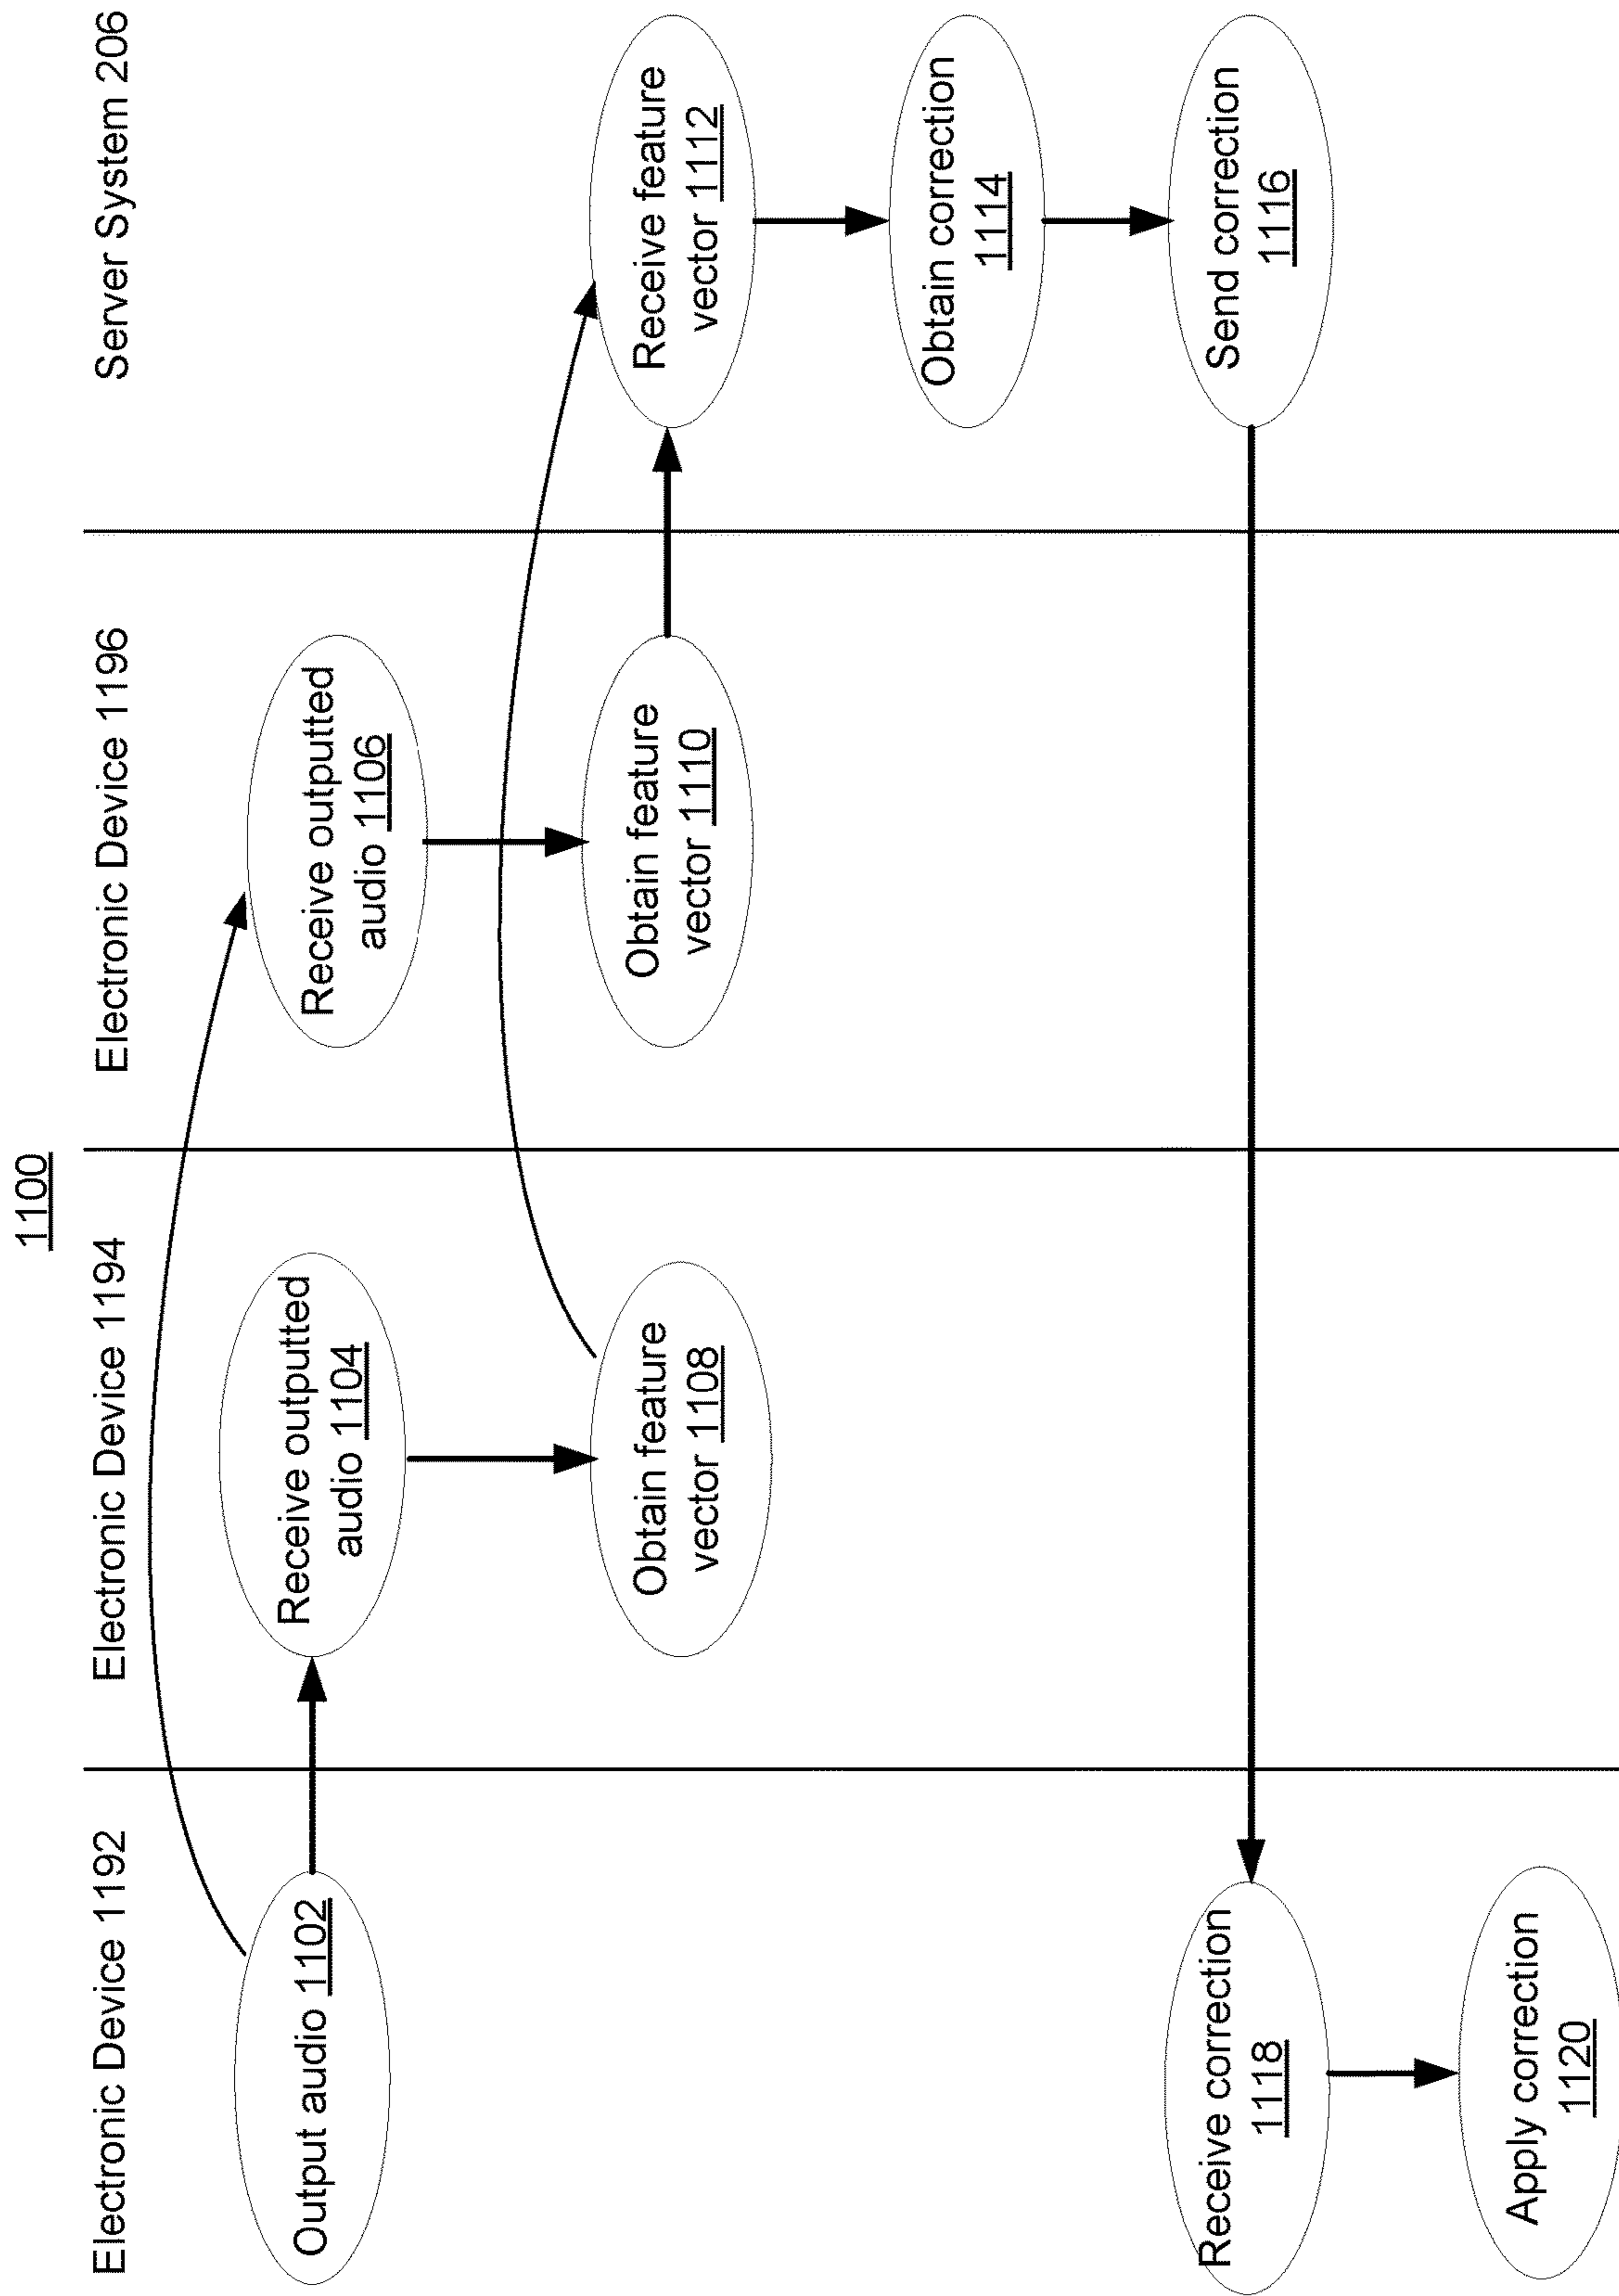 1100
Electronic Device 1192
Electronic Device 1194
Electronic Device 1196
Server System 206
Output audio 1102
Receive outputted
audio 1104
Receive outputted
audio 1106
Obtain feature
vector 1108
Obtain feature
vector 1110
Receive feature
vector 1112
Obtain correction
1114
Send correction
1116
Receive correction
1118
Apply correction
1120